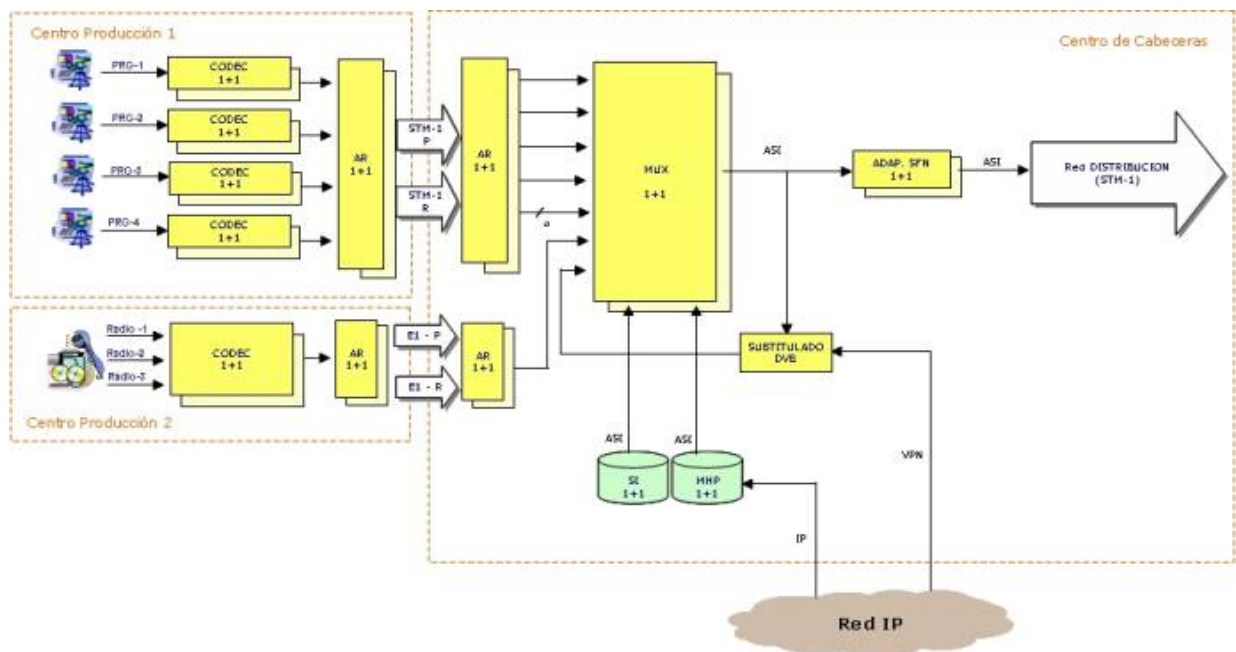 Centro Producción 1
PRG-1
CODEC
1+1
PRG-2
CODEC
1+1
PRG-3
CODEC
1+1
PRG-4
CODEC
1+1
AR
1+1
STM-1
P
STM-1
R
Centro de Cabeceras
AR
1+1
a
MUX
1+1
ASI
ADAP. SFN
1+1
ASI
Red DISTRIBUCION
(STM-1)
Radio -1
Radio-2
Radio-3
CODEC
1+1
AR
1+1
E1 - P
E1 - R
AR
1+1
SUBTITULADO
DVB
Centro Producción 2
ASI
ASI
SI
1+1
MHP
1+1
VPN
IP
Red IP